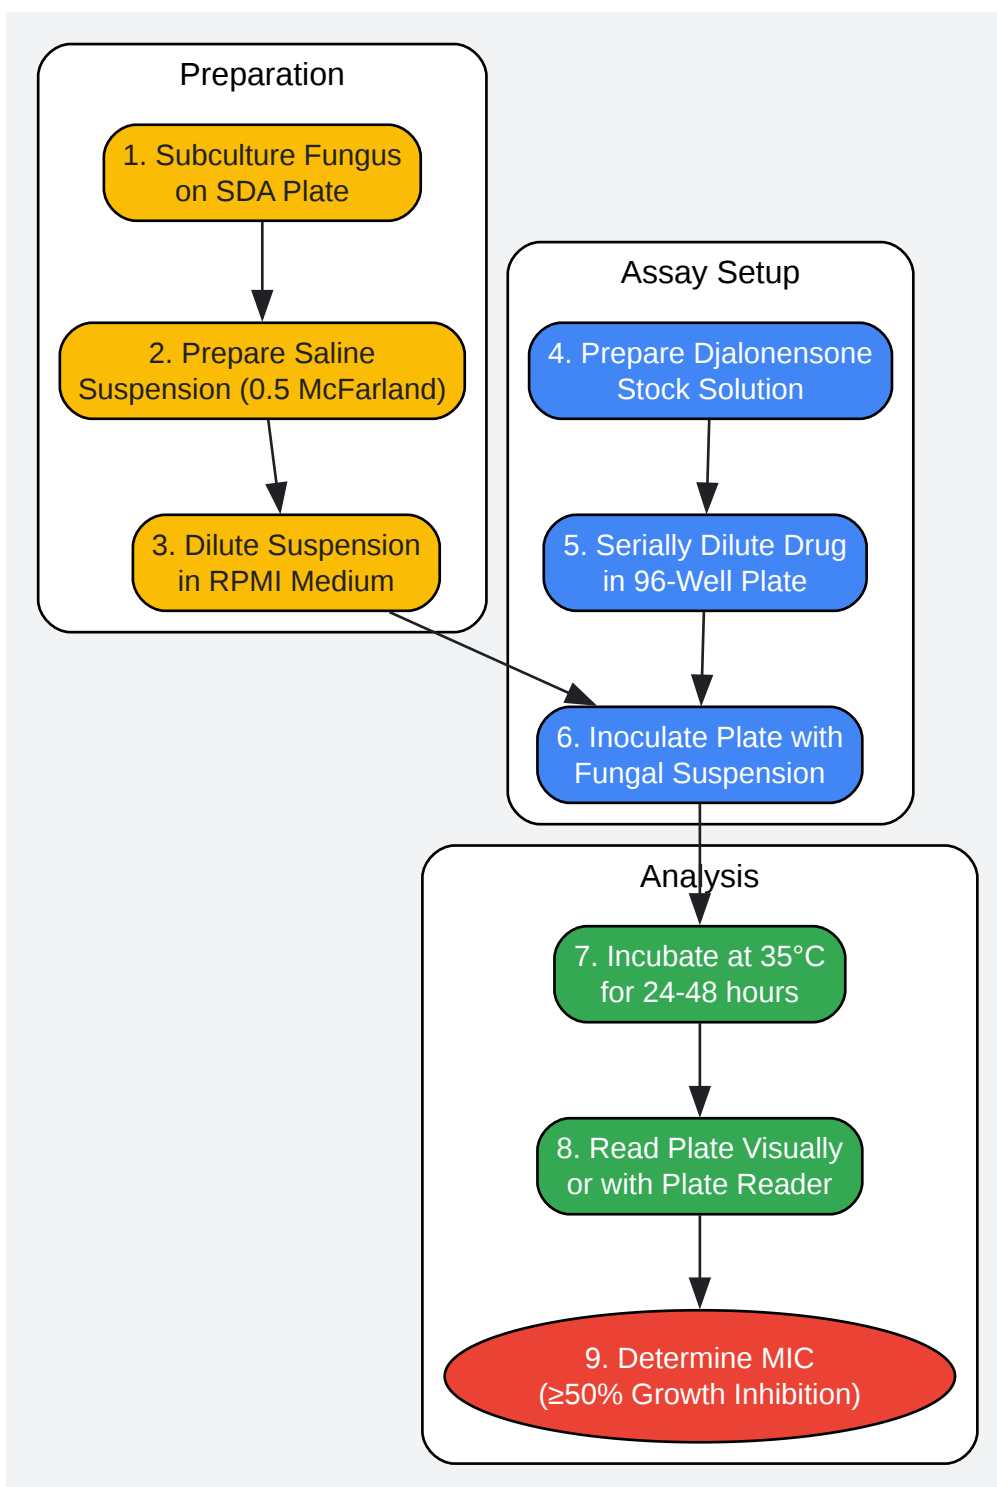 Preparation
1. Subculture Fungus
on SDA Plate
2. Prepare Saline
Suspension (0.5 McFarland)
3. Dilute Suspension
in RPMI Medium
Assay Setup
4. Prepare Djalonensone
Stock Solution
5. Serially Dilute Drug
in 96-Well Plate
6. Inoculate Plate with
Fungal Suspension
Analysis
7. Incubate at 35°C
for 24-48 hours
8. Read Plate Visually
or with Plate Reader
9. Determine MIC
(≥50% Growth Inhibition)